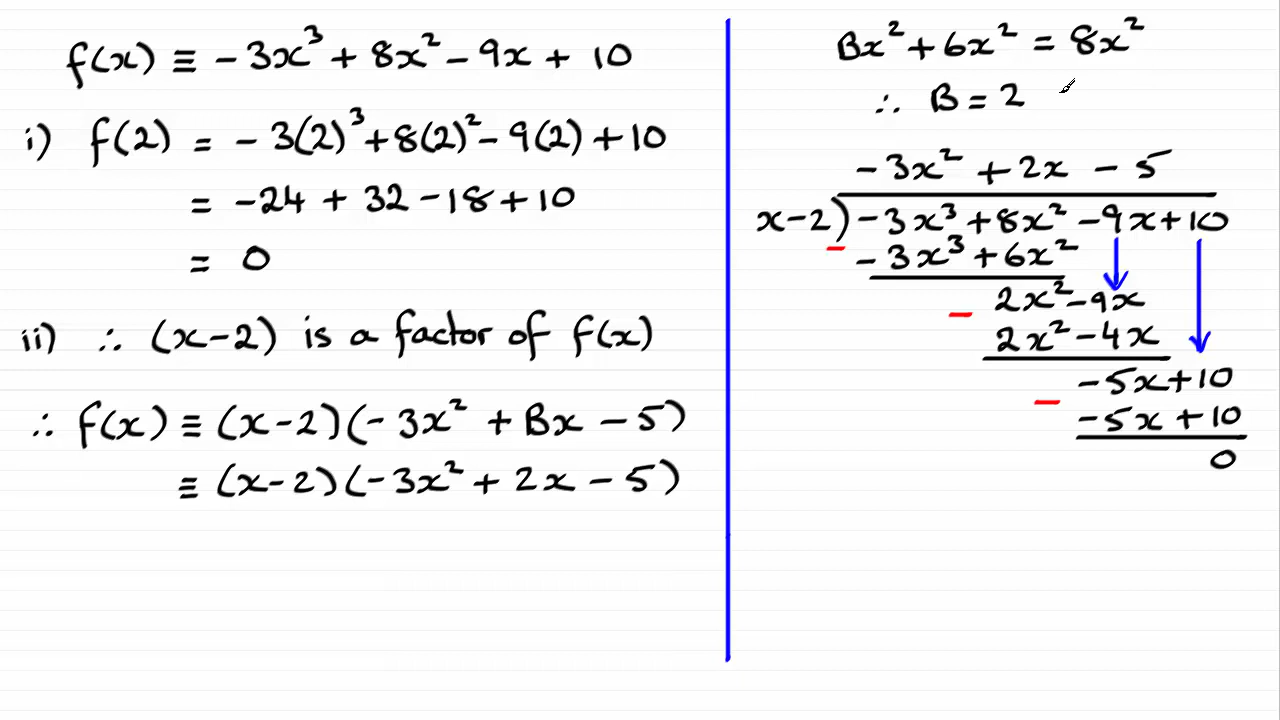 f(x) ≡ -3x³ + 8x² - 9x + 10
i) f(2) = -3(2)³ + 8(2)² - 9(2) + 10
= -24 + 32 - 18 + 10
= 0
ii) ∴ (x-2) is a factor of f(x)
∴ f(x) ≡ (x-2)(-3x² + Bx - 5)
≡ (x-2)(-3x² + 2x - 5)
Bx² + 6x² = 8x²
∴ B = 2
-3x² + 2x - 5
x-2) -3x³ + 8x² - 9x + 10
- -3x³ + 6x²
2x² - 9x
- 2x² - 4x
-5x + 10
- -5x + 10
0